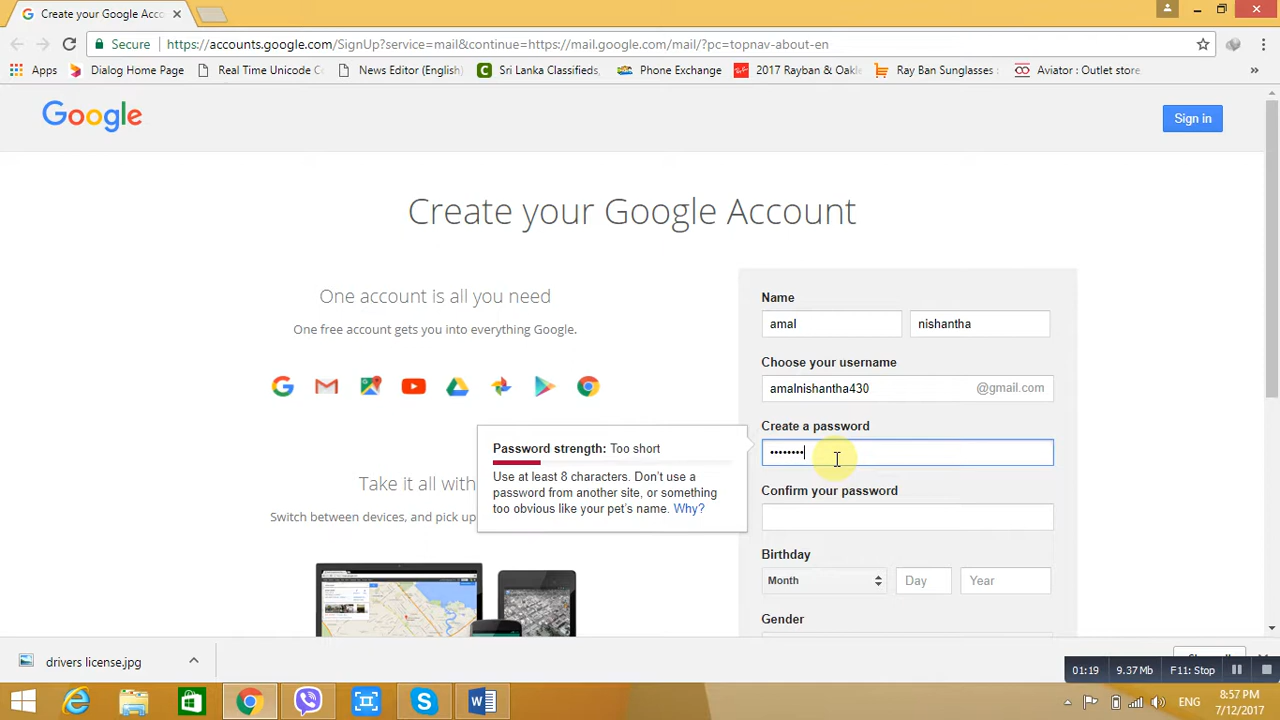 Create your Google Acco
Secure https://accounts.google.com/SignUp?service=mail&continue=https://mail.google.com/mail/?pc=topnav-about-en
Apps Dialog Home Page Real Time Unicode C News Editor (English) Sri Lanka Classifieds, Phone Exchange 2017 Rayban & Oakl Ray Ban Sunglasses : Aviator : Outlet store. »
Google
Sign in
Create your Google Account
One account is all you need
One free account gets you into everything Google.
Name
amal nishantha
Choose your username
amalnishantha430 @gmail.com
Create a password
••••••••
Password strength: Too short
Use at least 8 characters. Don't use a
password from another site, or something
too obvious like your pet's name. Why?
Take it all with
Switch between devices, and pick up
Confirm your password
Birthday
Month Day Year
Gender
drivers license.jpg
01:19 9.37 Mb F11: Stop
ENG
8:57 PM
7/12/2017